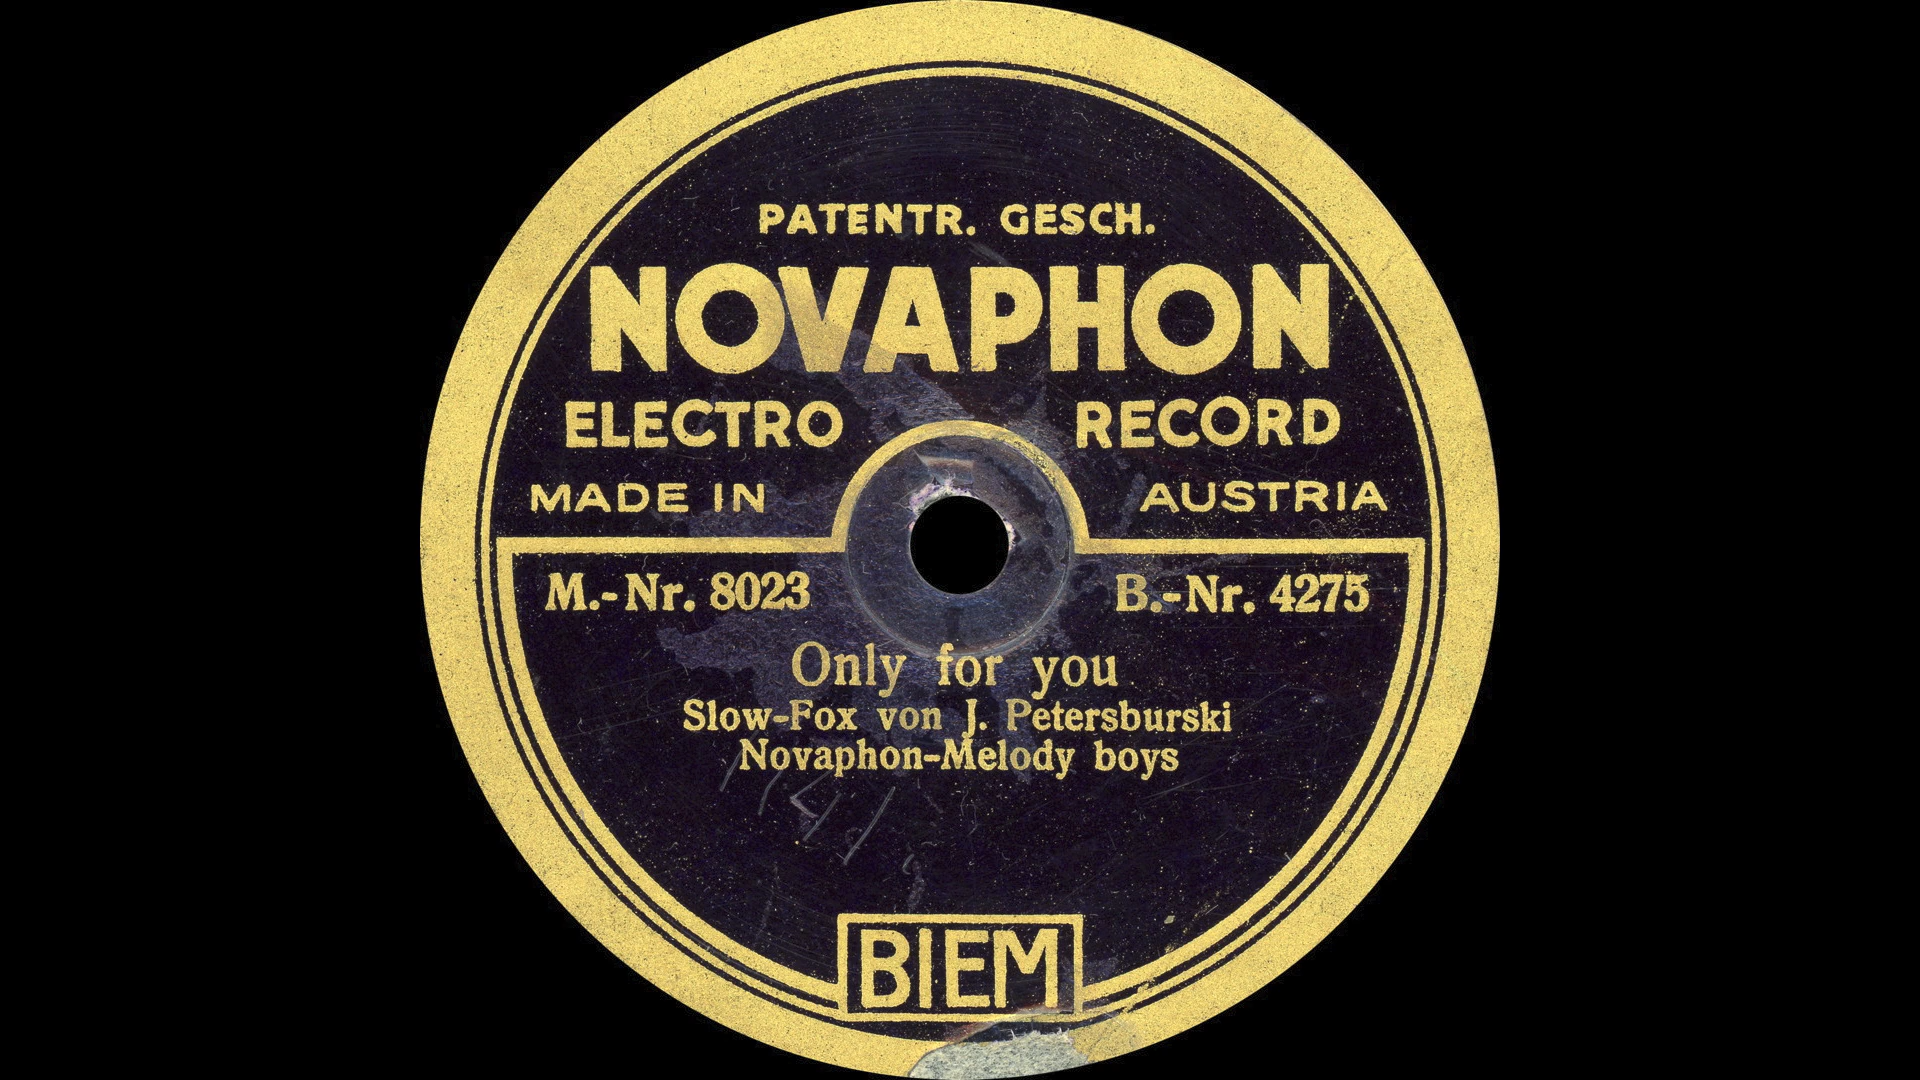 PATENTR. GESCH.
NOVAPHON
ELECTRO RECORD
MADE IN AUSTRIA
M.-Nr. 8023 B.-Nr. 4275
Only for you
Slow-Fox von J. Petersburski
Novaphon-Melody boys
BIEM